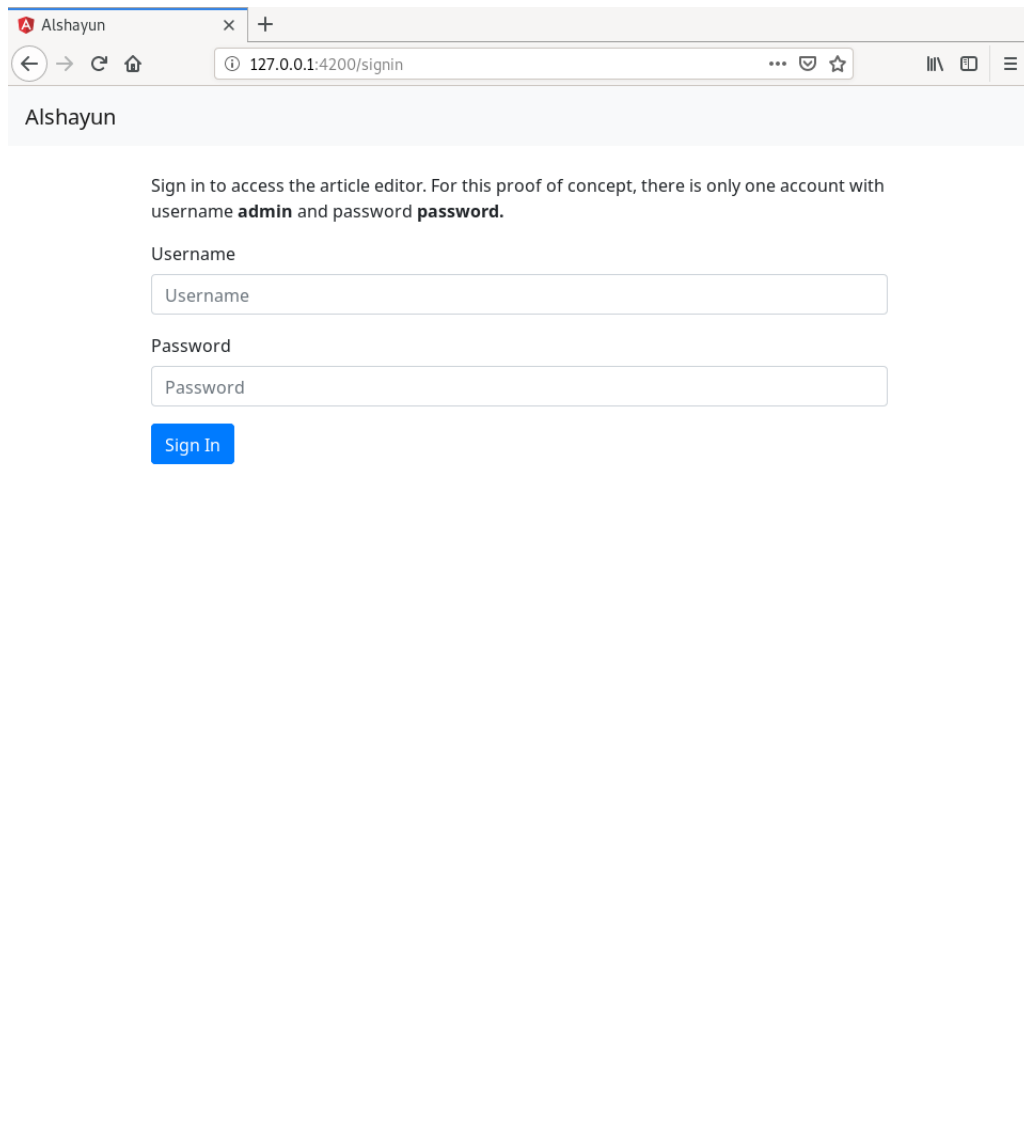 Alshayun
127.0.0.1:4200/signin
Alshayun
Sign in to access the article editor. For this proof of concept, there is only one account with
username admin and password password.
Username
Username
Password
Password
Sign In